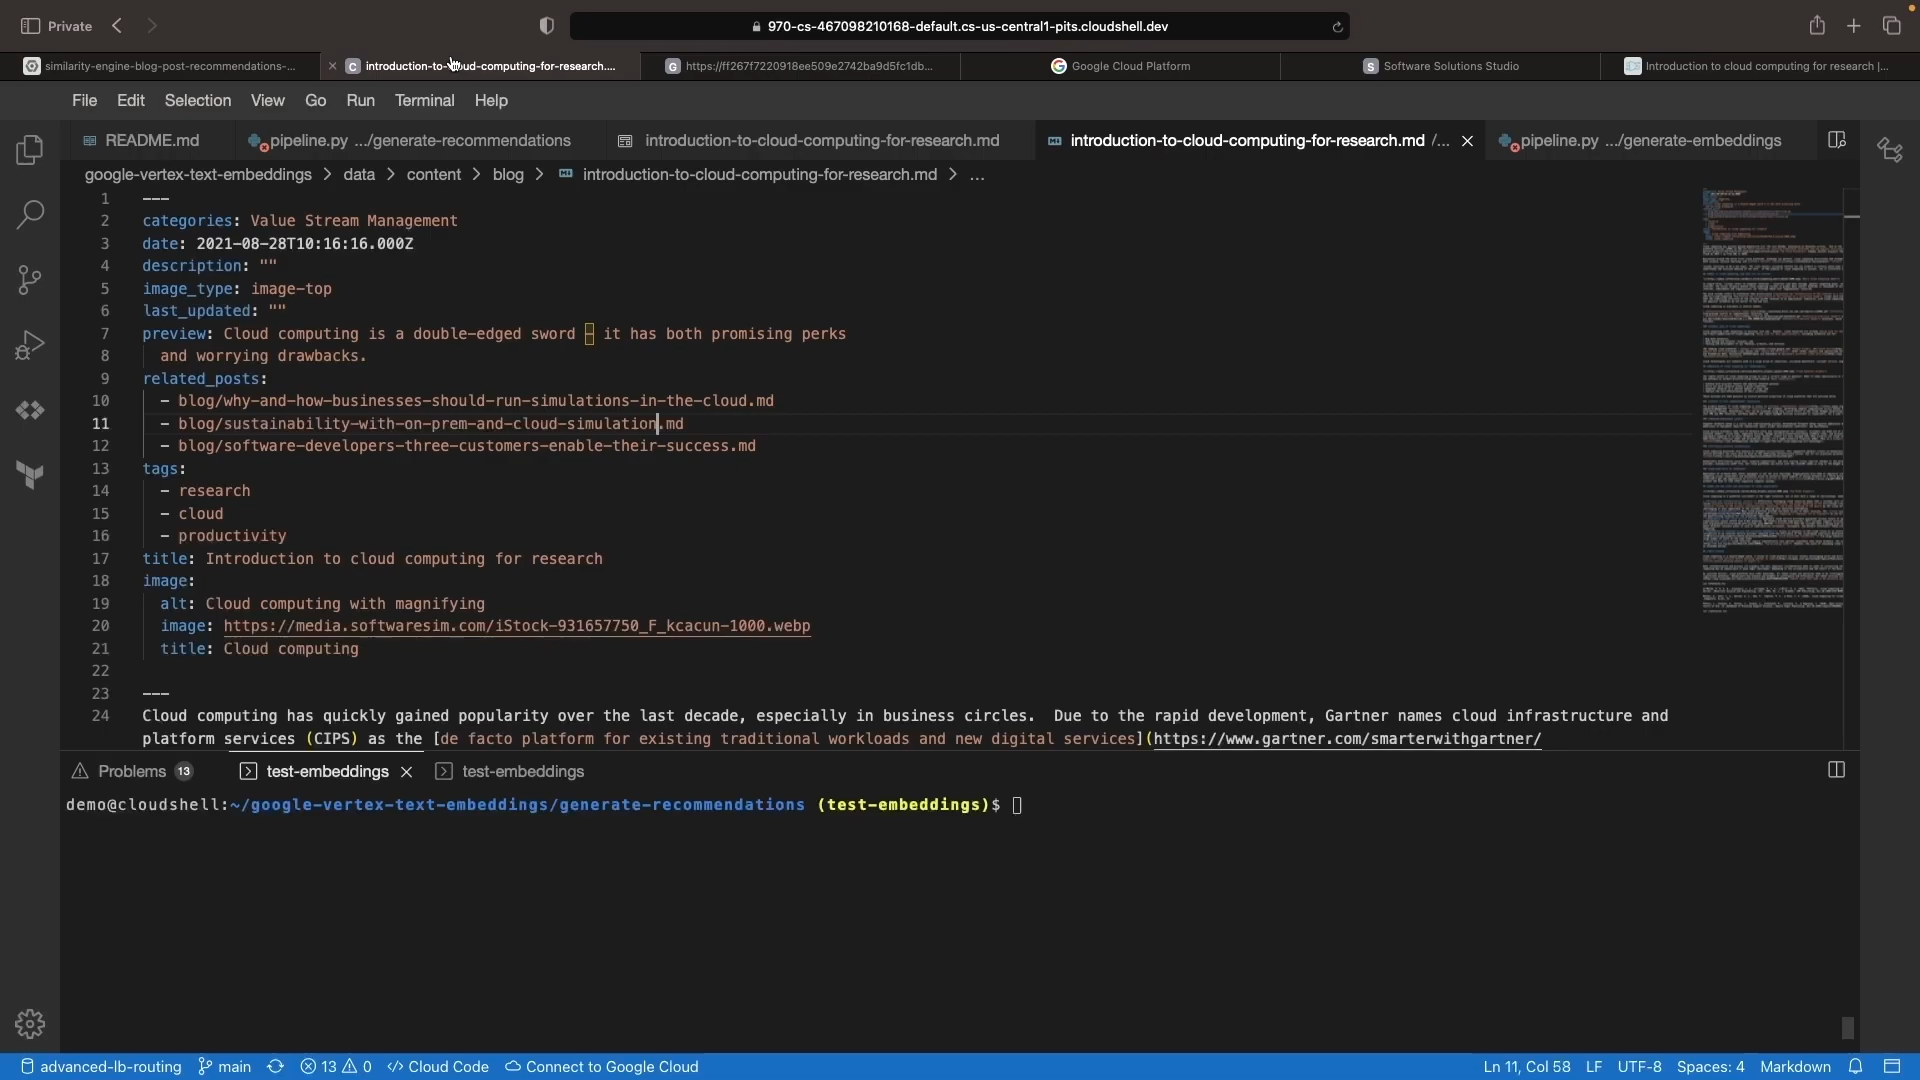 Private
970-cs-467098210168-default.cs-us-central1-pits.cloudshell.dev
similarity-engine-blog-post-recommendations-...
introduction-to-cloud-computing-for-research....
https://ff267f7220918ee509e2742ba9d5fc1db...
Google Cloud Platform
Software Solutions Studio
Introduction to cloud computing for research |...
File Edit Selection View Go Run Terminal Help
README.md
pipeline.py .../generate-recommendations
introduction-to-cloud-computing-for-research.md
introduction-to-cloud-computing-for-research.md /...
pipeline.py .../generate-embeddings
google-vertex-text-embeddings > data > content > blog > introduction-to-cloud-computing-for-research.md > ...
1 ---
2 categories: Value Stream Management
3 date: 2021-08-28T10:16:16.000Z
4 description: ""
5 image_type: image-top
6 last_updated: ""
7 preview: Cloud computing is a double-edged sword – it has both promising perks
8 and worrying drawbacks.
9 related_posts:
10 - blog/why-and-how-businesses-should-run-simulations-in-the-cloud.md
11 - blog/sustainability-with-on-prem-and-cloud-simulation.md
12 - blog/software-developers-three-customers-enable-their-success.md
13 tags:
14 - research
15 - cloud
16 - productivity
17 title: Introduction to cloud computing for research
18 image:
19 alt: Cloud computing with magnifying
20 image: https://media.softwaresim.com/iStock-931657750_F_kcacun-1000.webp
21 title: Cloud computing
22
23 ---
24 Cloud computing has quickly gained popularity over the last decade, especially in business circles.  Due to the rapid development, Gartner names cloud infrastructure and
platform services (CIPS) as the [de facto platform for existing traditional workloads and new digital services](https://www.gartner.com/smarterwithgartner/
Problems 13
test-embeddings
test-embeddings
demo@cloudshell:~/google-vertex-text-embeddings/generate-recommendations (test-embeddings)$
advanced-lb-routing main 13 0 Cloud Code Connect to Google Cloud
Ln 11, Col 58 LF UTF-8 Spaces: 4 Markdown